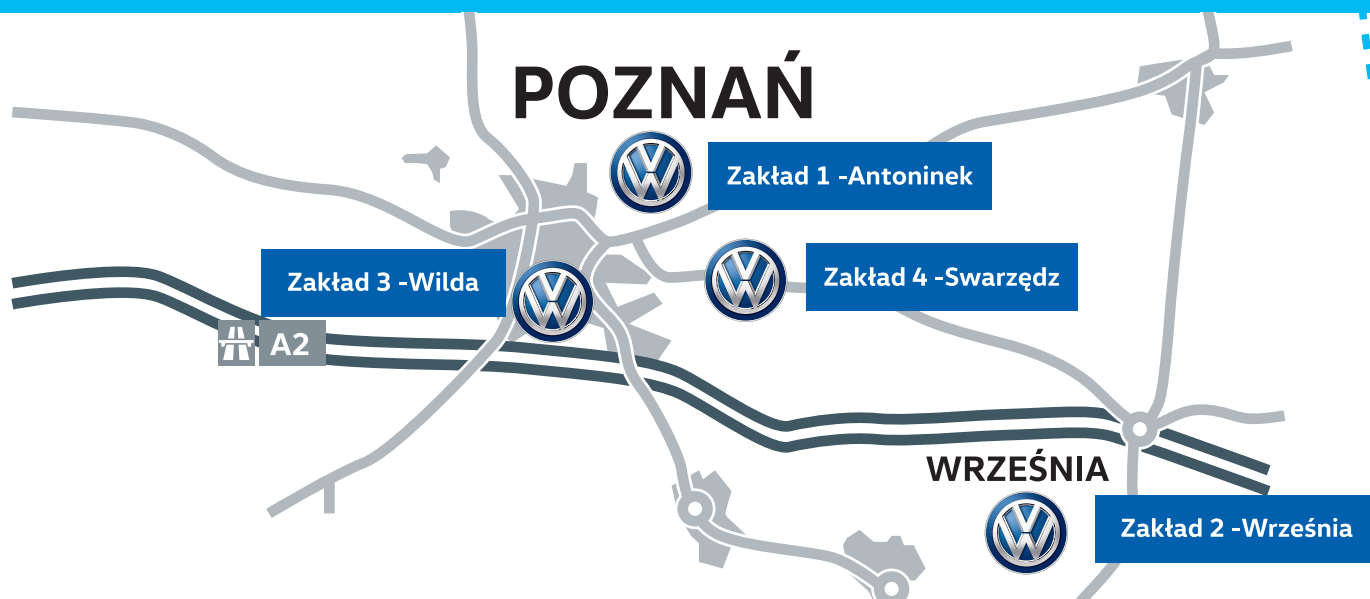 POZNAŃ
Zakład 1 -Antoninek
Zakład 3 -Wilda
Zakład 4 -Swarzędz
A2
WRZEŚNIA
Zakład 2 -Września